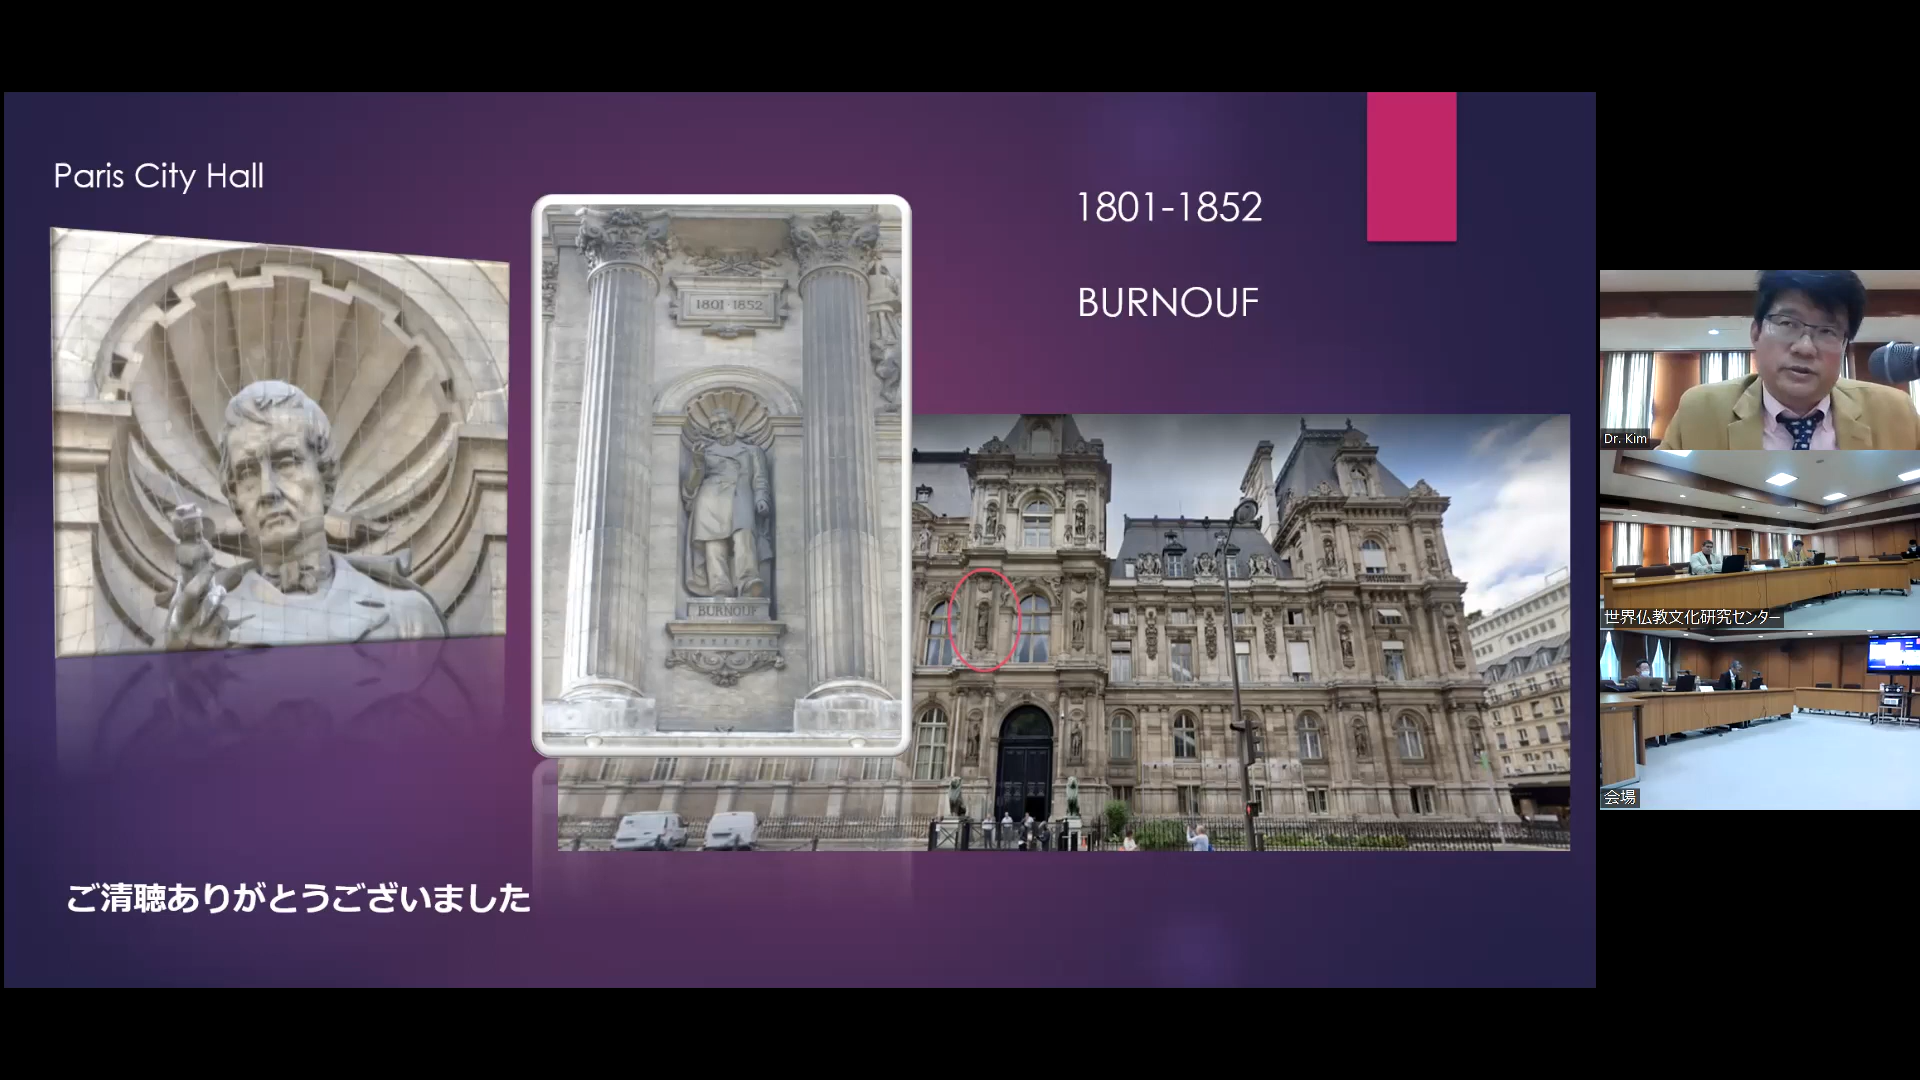 Paris City Hall
1801-1852
BURNOUF
1801-1852
BURNOUF
ご清聴ありがとうございました
Dr. Kim
世界仏教文化研究センター
会場